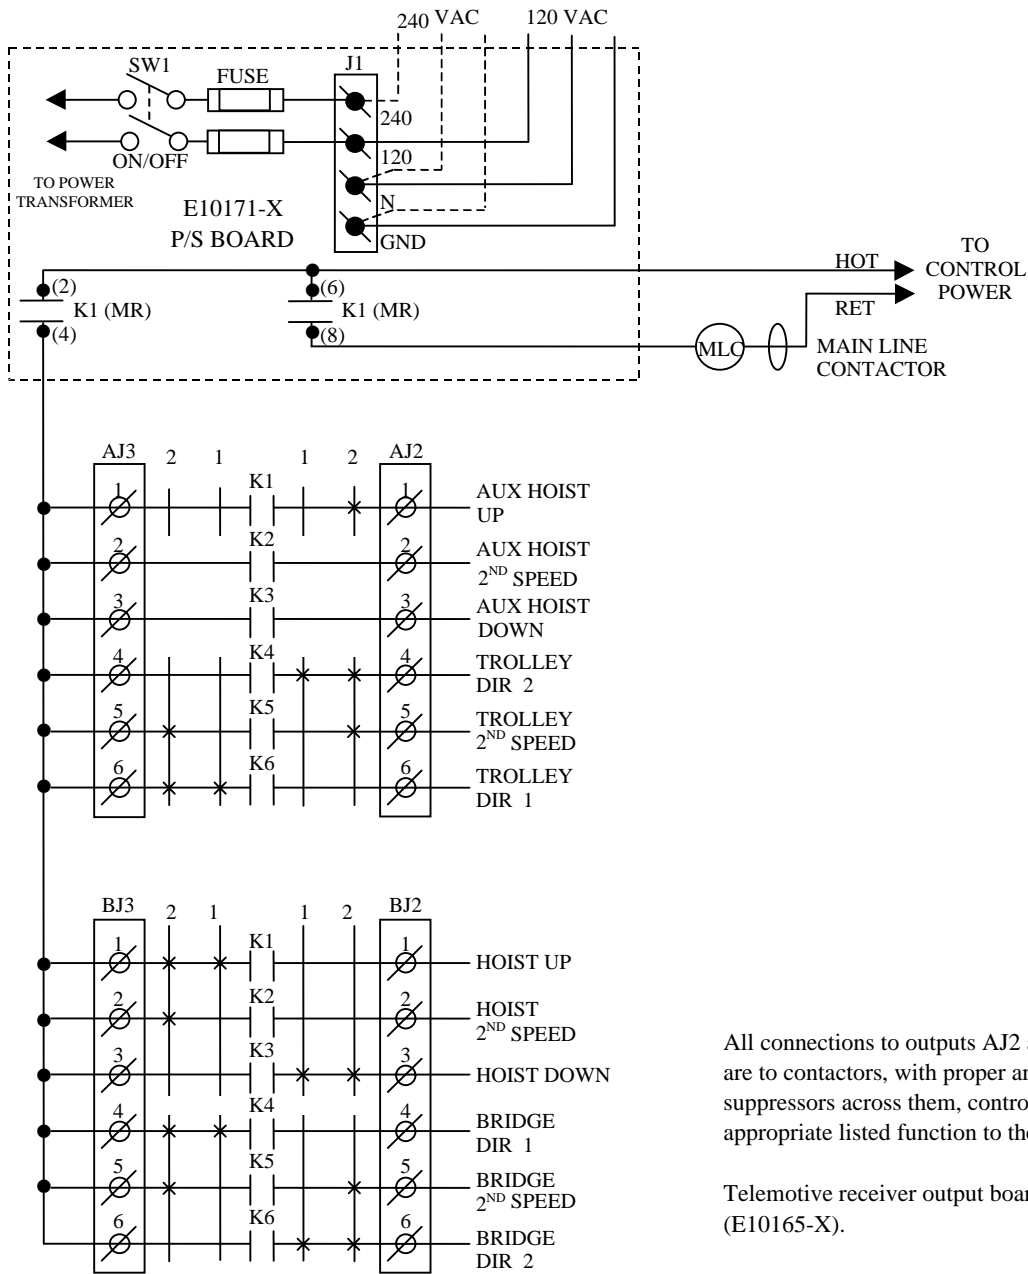 240 VAC
120 VAC
SW1
FUSE
J1
240
120
ON/OFF
TO POWER
TRANSFORMER
E10171-X
P/S BOARD
N
GND
TO
CONTROL
POWER
HOT
RET
(2)
K1 (MR)
(4)
(6)
K1 (MR)
(8)
MLC
MAIN LINE
CONTACTOR
AJ3 2 1 1 2 AJ2
1 K1 1 AUX HOIST
UP
2 K2 2 AUX HOIST
2ND SPEED
3 K3 3 AUX HOIST
DOWN
4 K4 4 TROLLEY
DIR 2
5 K5 5 TROLLEY
2ND SPEED
6 K6 6 TROLLEY
DIR 1
BJ3 2 1 1 2 BJ2
1 K1 1 HOIST UP
2 K2 2 HOIST
2ND SPEED
3 K3 3 HOIST DOWN
4 K4 4 BRIDGE
DIR 1
5 K5 5 BRIDGE
2ND SPEED
6 K6 6 BRIDGE
DIR 2
All connections to outputs AJ2
are to contactors, with proper
suppressors across them,
appropriate listed function to
Telemotive receiver output
(E10165-X).